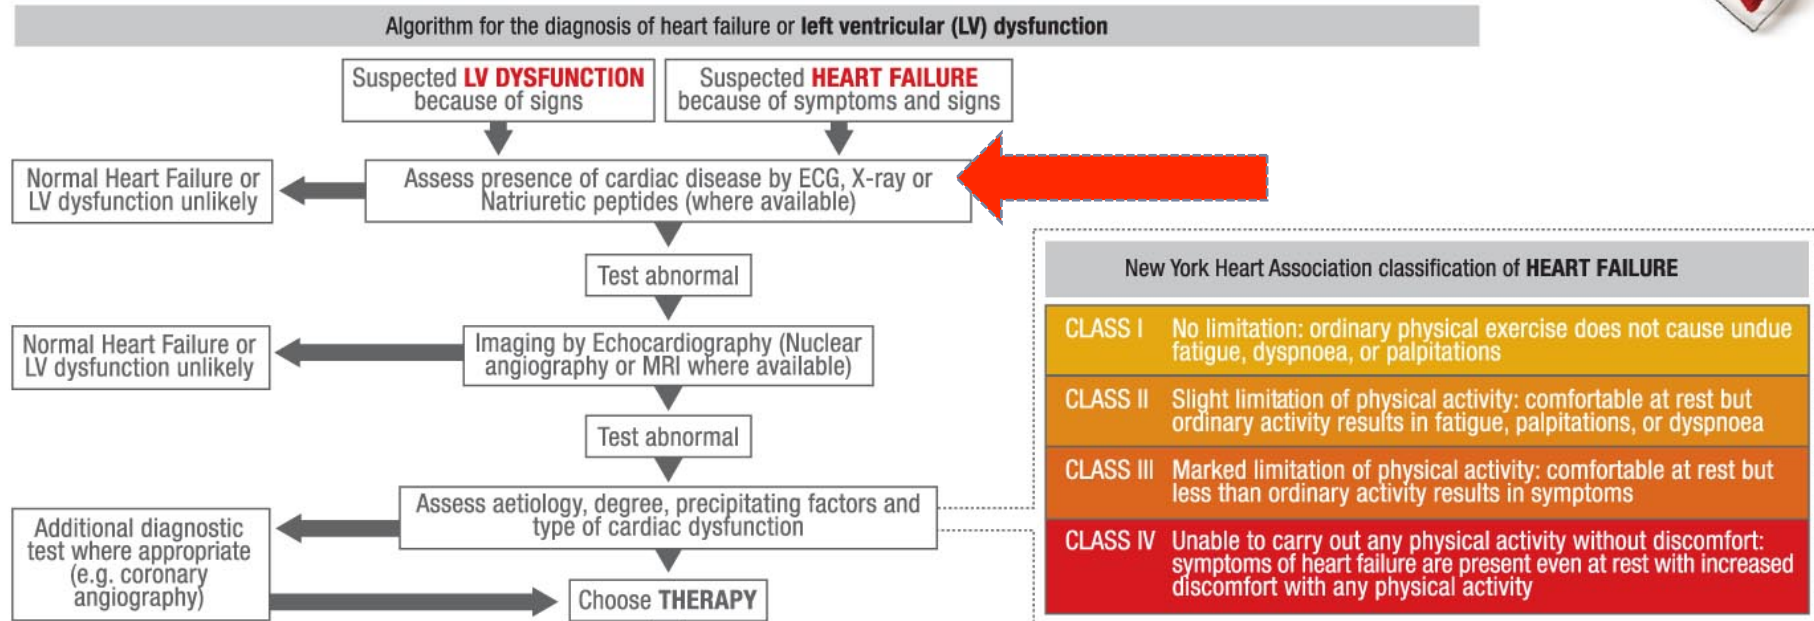 Algorithm for the diagnosis of heart failure or left ventricular (LV) dysfunction
Suspected LV DYSFUNCTION
because of signs
Suspected HEART FAILURE
because of symptoms and signs
Normal Heart Failure or
LV dysfunction unlikely
Assess presence of cardiac disease by ECG, X-ray or
Natriuretic peptides (where available)
Test abnormal
Normal Heart Failure or
LV dysfunction unlikely
Imaging by Echocardiography (Nuclear
angiography or MRI where available)
Test abnormal
Assess aetiology, degree, precipitating factors and
type of cardiac dysfunction
Additional diagnostic
test where appropriate
(e.g. coronary
angiography)
Choose THERAPY
New York Heart Association classification of HEART FAILURE
CLASS I No limitation: ordinary physical exercise does not cause undue
fatigue, dyspnoea, or palpitations
CLASS II Slight limitation of physical activity: comfortable at rest but
ordinary activity results in fatigue, palpitations, or dyspnoea
CLASS III Marked limitation of physical activity: comfortable at rest but
less than ordinary activity results in symptoms
CLASS IV Unable to carry out any physical activity without discomfort:
symptoms of heart failure are present even at rest with increased
discomfort with any physical activity